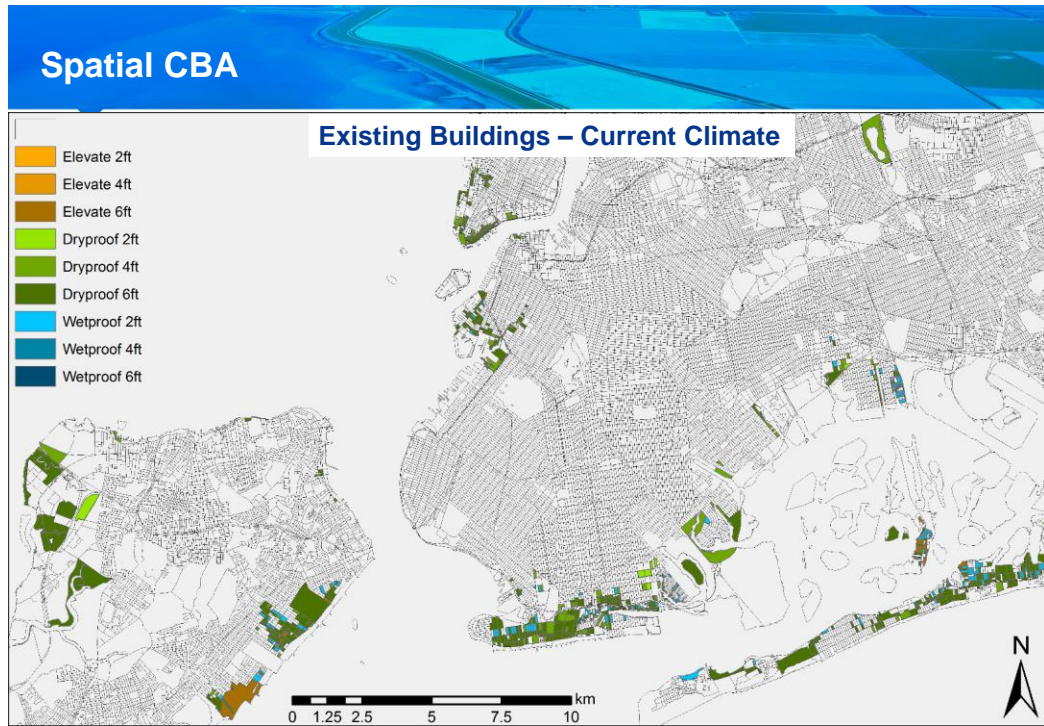 Spatial CBA
Existing Buildings – Current Climate
Elevate 2ft
Elevate 4ft
Elevate 6ft
Dryproof 2ft
Dryproof 4ft
Dryproof 6ft
Wetproof 2ft
Wetproof 4ft
Wetproof 6ft
N
km
0 1.25 2.5 5 7.5 10